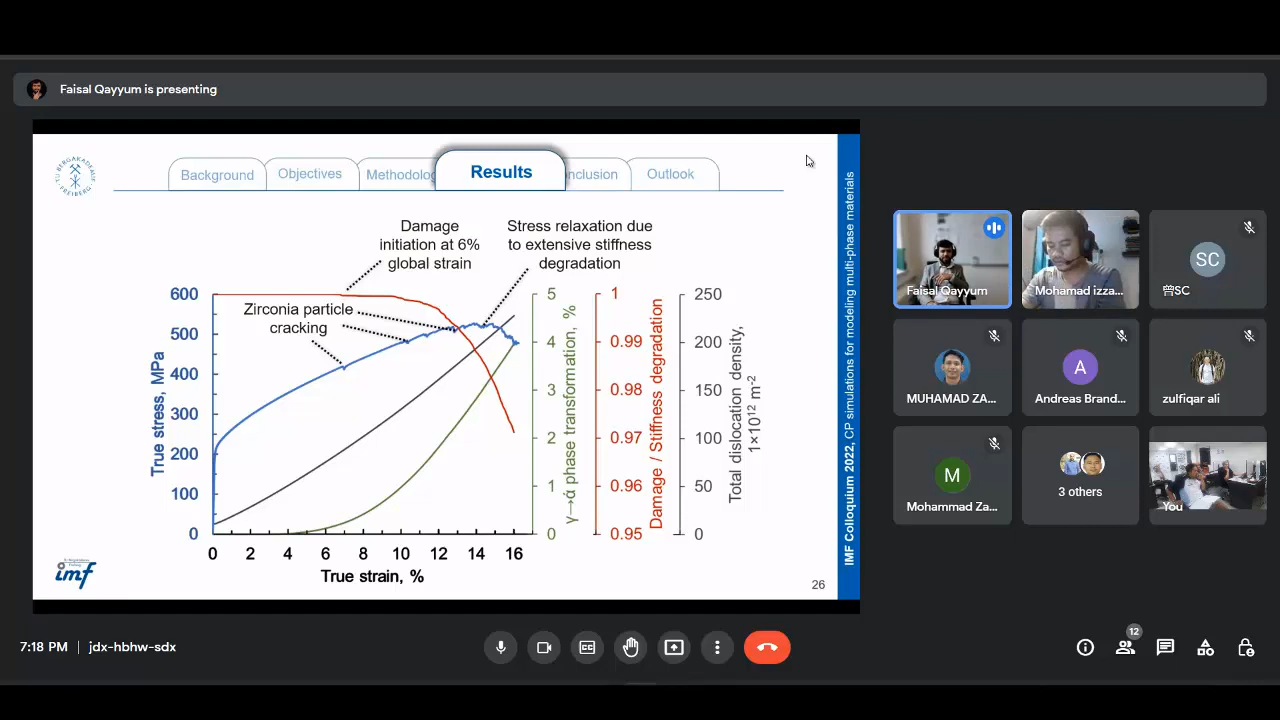 Faisal Qayyum is presenting
Background
Objectives
Methodolog
Results
nclusion
Outlook
Damage
initiation at 6%
global strain
Stress relaxation due
to extensive stiffness
degradation
Zirconia particle
cracking
True stress, MPa
600
500
400
300
200
100
0
0 2 4 6 8 10 12 14 16
True strain, %
5
4
3
2
1
0
γ→ά phase transformation, %
1
0.99
0.98
0.97
0.96
0.95
Damage / Stiffness degradation
250
200
150
100
50
0
Total dislocation density,
1×10¹² m⁻²
IMF Colloquium 2022, CP simulations for modeling multi-phase materials
TU BERGAKADEMIE
FREIBERG
imf
26
Faisal Qayyum
Mohamad izza...
SC
曾SC
MUHAMAD ZA...
A
Andreas Brand...
zulfiqar ali
M
Mohammad Za...
3 others
You
7:18 PM | jdx-hbhw-sdx
12